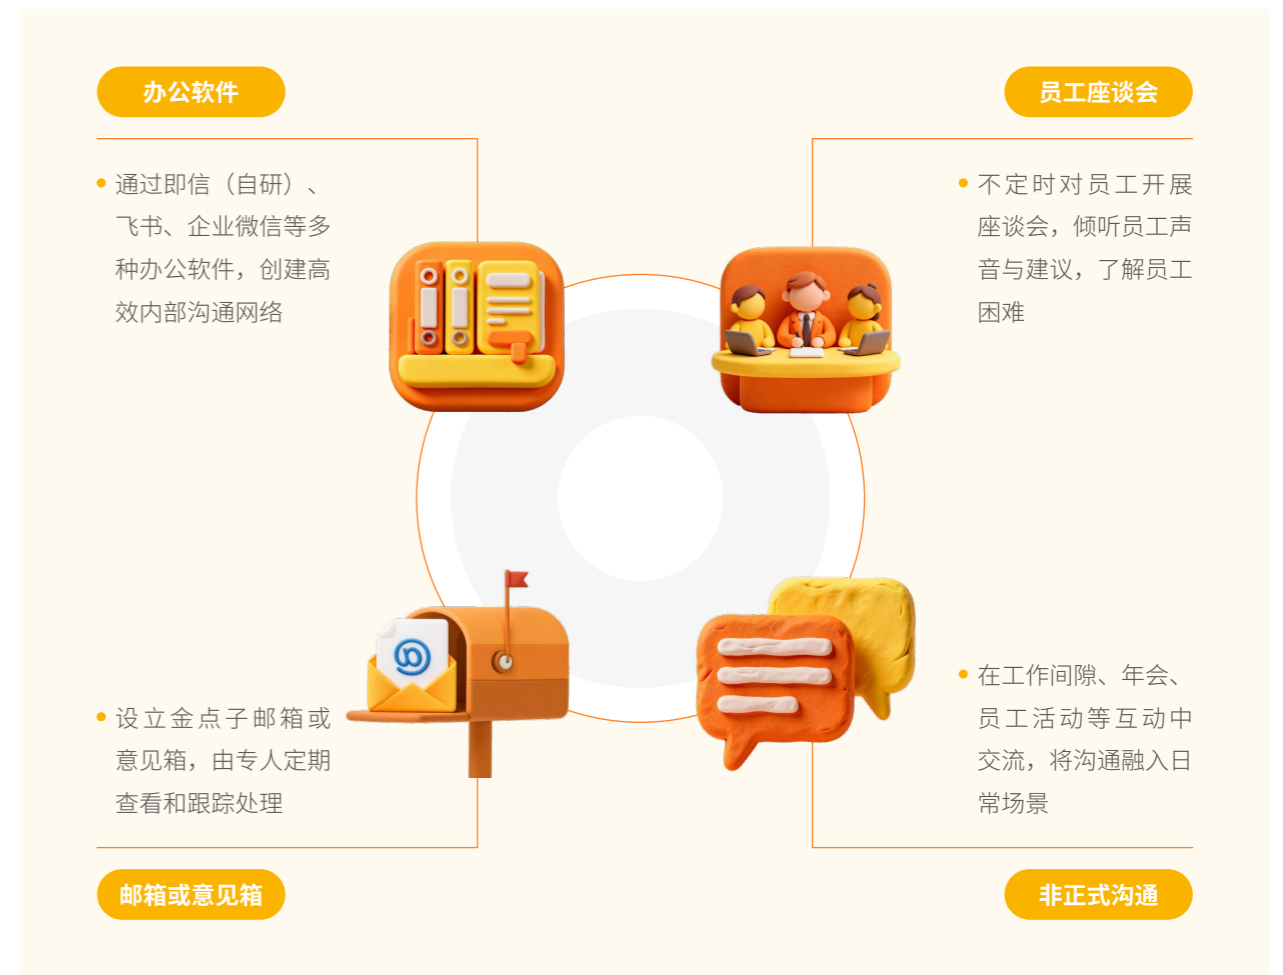 办公软件
通过即信（自研）、
飞书、企业微信等多
种办公软件，创建高
效内部沟通网络
员工座谈会
不定时对员工开展
座谈会，倾听员工声
音与建议，了解员工
困难
设立金点子邮箱或
意见箱，由专人定期
查看和跟踪处理
邮箱或意见箱
在工作间隙、年会、
员工活动等互动中
交流，将沟通融入日
常场景
非正式沟通